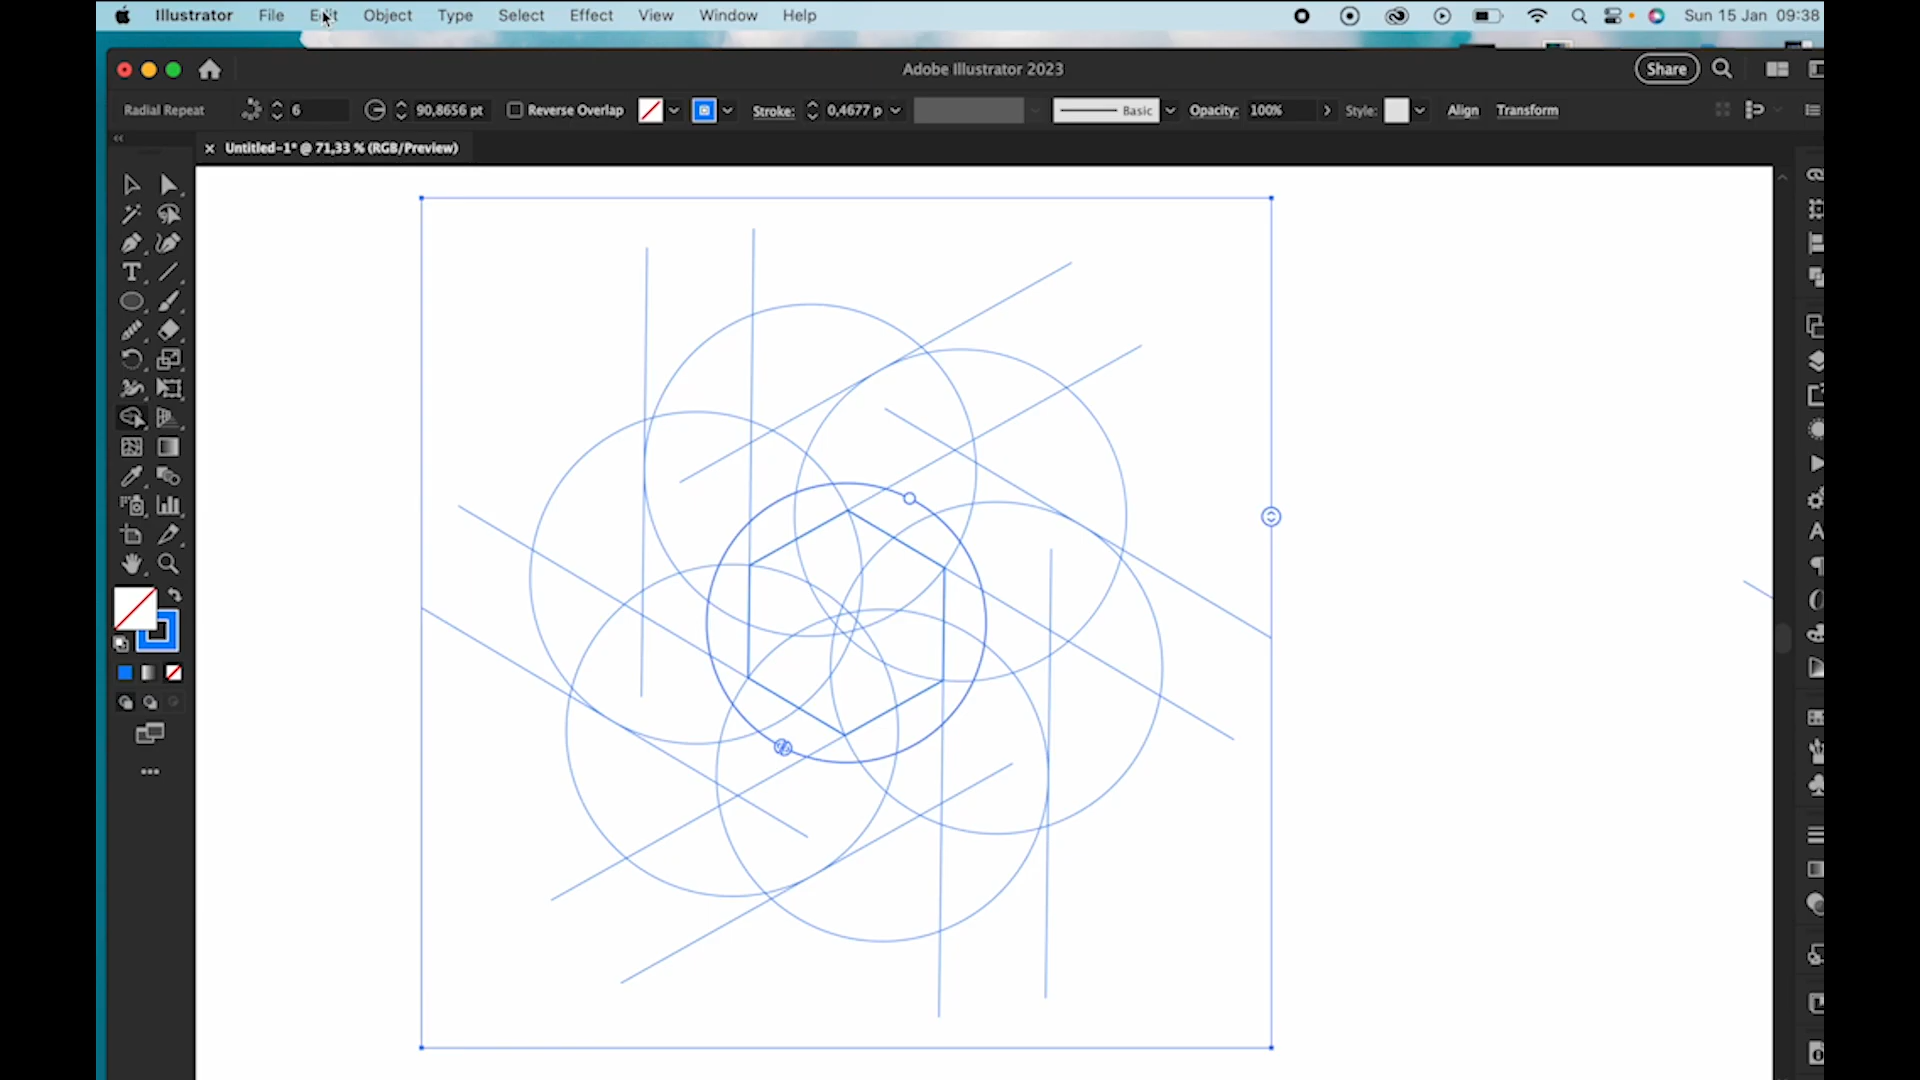 Illustrator File Edit Object Type Select Effect View Window Help Sun 15 Jan 09:38
Adobe Illustrator 2023 Share
Radial Repeat 6 90,8656 pt Reverse Overlap Stroke: 0,4677 p Basic Opacity: 100% Style: Align Transform
Untitled-1* @ 71,33 % (RGB/Preview)